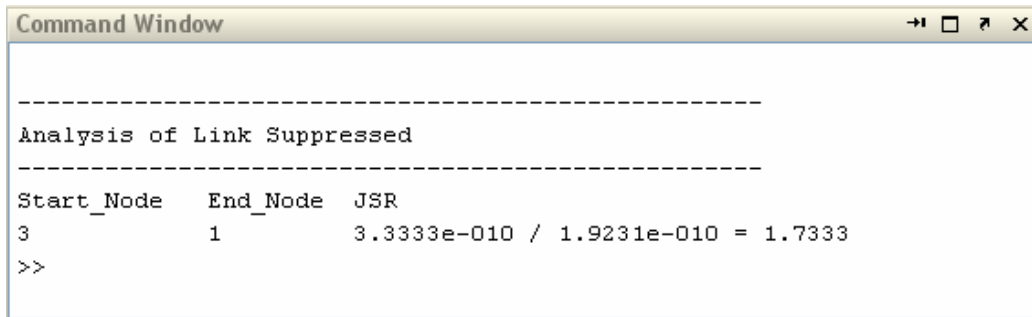 Command Window
---------------------------------------------------
Analysis of Link Suppressed
---------------------------------------------------
Start_Node   End_Node  JSR
3            1         3.3333e-010 / 1.9231e-010 = 1.7333
>>